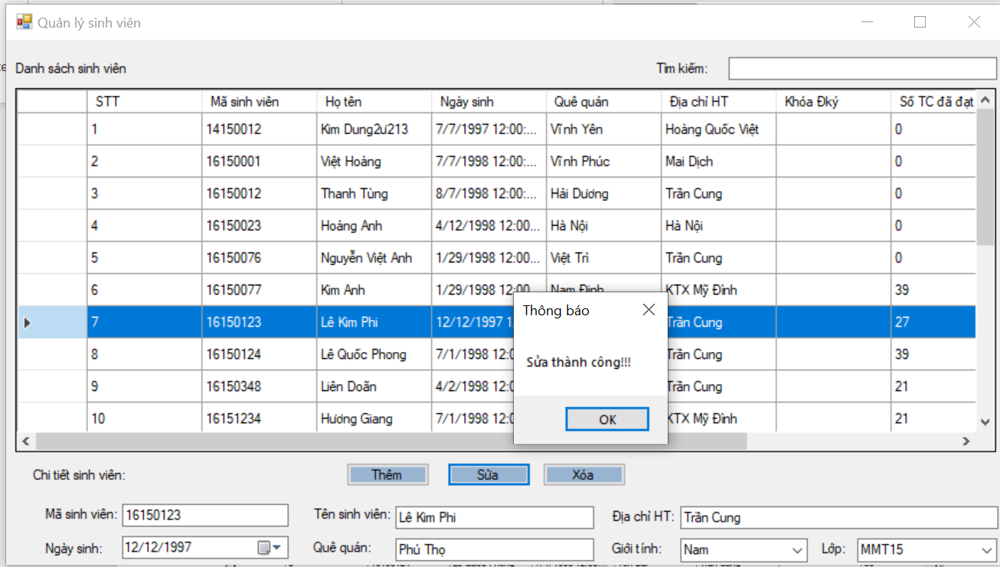 Quản lý sinh viên
Danh sách sinh viên Tìm kiếm:
STT Mã sinh viên Họ tên Ngày sinh Quê quán Địa chỉ HT Khóa Đký Số TC đã đạt
1 14150012 Kim Dung2ư213 7/7/1997 12:00:... Vĩnh Yên Hoàng Quốc Việt 0
2 16150001 Việt Hoàng 7/7/1998 12:00:... Vĩnh Phúc Mai Dịch 0
3 16150012 Thanh Tùng 8/7/1998 12:00:... Hải Dương Trần Cung 0
4 16150023 Hoàng Anh 4/12/1998 12:00... Hà Nội Hà Nội 0
5 16150076 Nguyễn Việt Anh 1/29/1998 12:00... Việt Trì Trần Cung 0
6 16150077 Kim Anh 1/29/1998 12:00 Nam Định KTX Mỹ Đình 39
7 16150123 Lê Kim Phi 12/12/1997 1 Trần Cung 27
8 16150124 Lê Quốc Phong 7/1/1998 12:0 Trần Cung 39
9 16150348 Liên Doãn 4/2/1998 12:0 Trần Cung 21
10 16151234 Hương Giang 7/1/1998 12:0 KTX Mỹ Đình 21
Thông báo
Sửa thành công!!!
OK
Chi tiết sinh viên: Thêm Sửa Xóa
Mã sinh viên: 16150123 Tên sinh viên: Lê Kim Phi Địa chỉ HT: Trần Cung
Ngày sinh: 12/12/1997 Quê quán: Phú Thọ Giới tính: Nam Lớp: MMT15